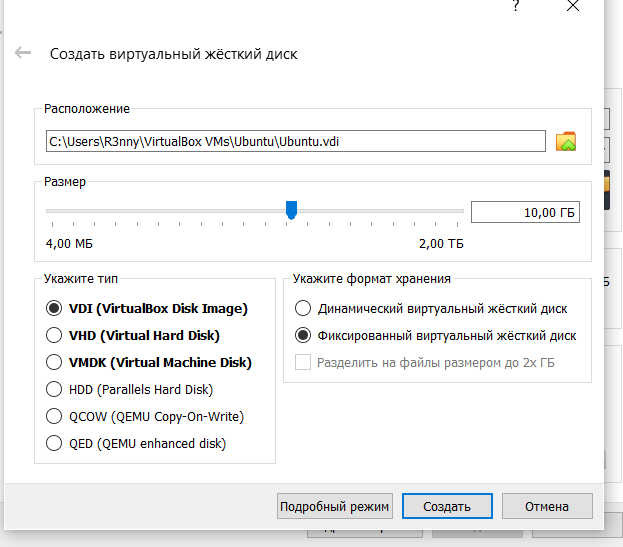 ?
Создать виртуальный жёсткий диск
Расположение
C:\Users\R3nny\VirtualBox VMs\Ubuntu\Ubuntu.vdi
Размер
10,00 ГБ
4,00 МБ
2,00 ТБ
Укажите тип
VDI (VirtualBox Disk Image)
VHD (Virtual Hard Disk)
VMDK (Virtual Machine Disk)
HDD (Parallels Hard Disk)
QCOW (QEMU Copy-On-Write)
QED (QEMU enhanced disk)
Укажите формат хранения
Динамический виртуальный жёсткий диск
Фиксированный виртуальный жёсткий диск
Разделить на файлы размером до 2х ГБ
Подробный режим
Создать
Отмена